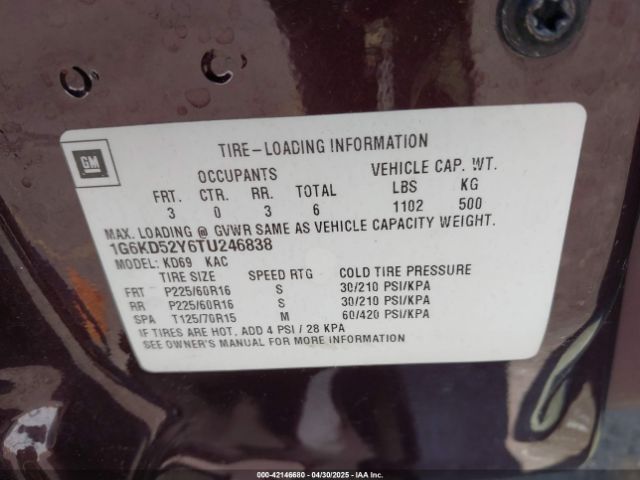 GM
TIRE-LOADING INFORMATION
OCCUPANTS VEHICLE CAP. WT.
FRT. CTR. RR. TOTAL LBS KG
3 0 3 6 1102 500
MAX. LOADING @ GVWR SAME AS VEHICLE CAPACITY WEIGHT.
1G6KD52Y6TU246838
MODEL: KD69 KAC
TIRE SIZE SPEED RTG COLD TIRE PRESSURE
FRT P225/60R16 S 30/210 PSI/KPA
RR P225/60R16 S 30/210 PSI/KPA
SPA T125/70R15 M 60/420 PSI/KPA
IF TIRES ARE HOT, ADD 4 PSI / 28 KPA
SEE OWNER'S MANUAL FOR MORE INFORMATION
000-42146680 - 04/30/2025 - IAA Inc.